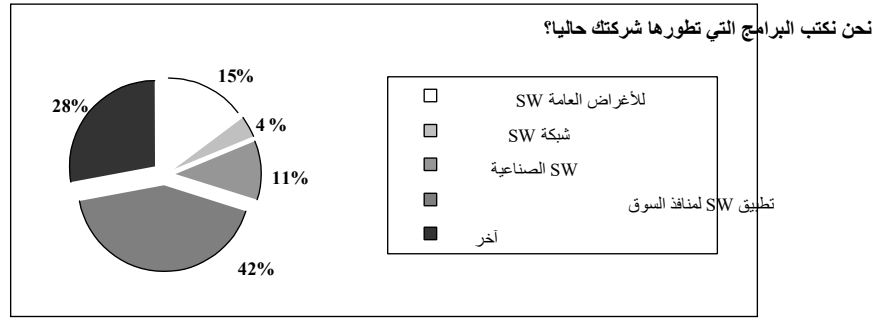 نحن نكتب البرامج التي تطورها شركتك حاليا؟
15%
28%
4%
11%
42%
للأغراض العامة SW
شبكة SW
SW الصناعية
تطبيق SW لمنافذ السوق
آخر